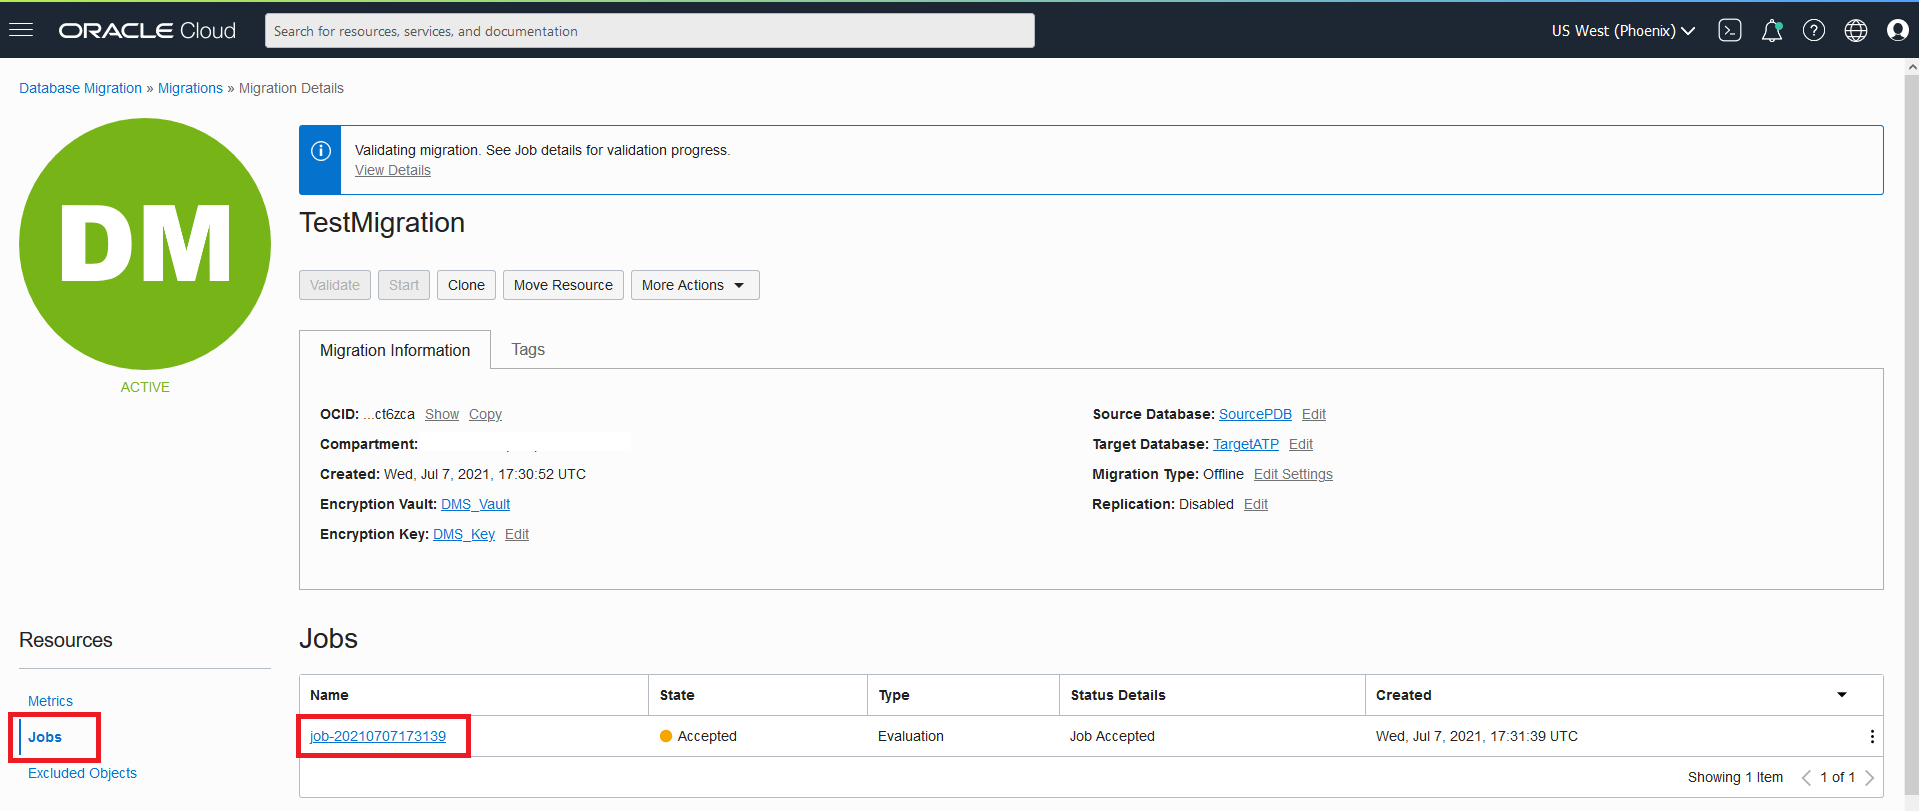 ORACLE Cloud
Search for resources, services, and documentation
US West (Phoenix)
Database Migration » Migrations » Migration Details
DM
ACTIVE
Validating migration. See Job details for validation progress.
View Details
TestMigration
Validate Start Clone Move Resource More Actions
Migration Information Tags
OCID: ...ct6zca Show Copy
Compartment:
Created: Wed, Jul 7, 2021, 17:30:52 UTC
Encryption Vault: DMS_Vault
Encryption Key: DMS_Key Edit
Source Database: SourcePDB Edit
Target Database: TargetATP Edit
Migration Type: Offline Edit Settings
Replication: Disabled Edit
Resources
Metrics
Jobs
Excluded Objects
Jobs
Name State Type Status Details Created
job-20210707173139 Accepted Evaluation Job Accepted Wed, Jul 7, 2021, 17:31:39 UTC
Showing 1 Item 1 of 1